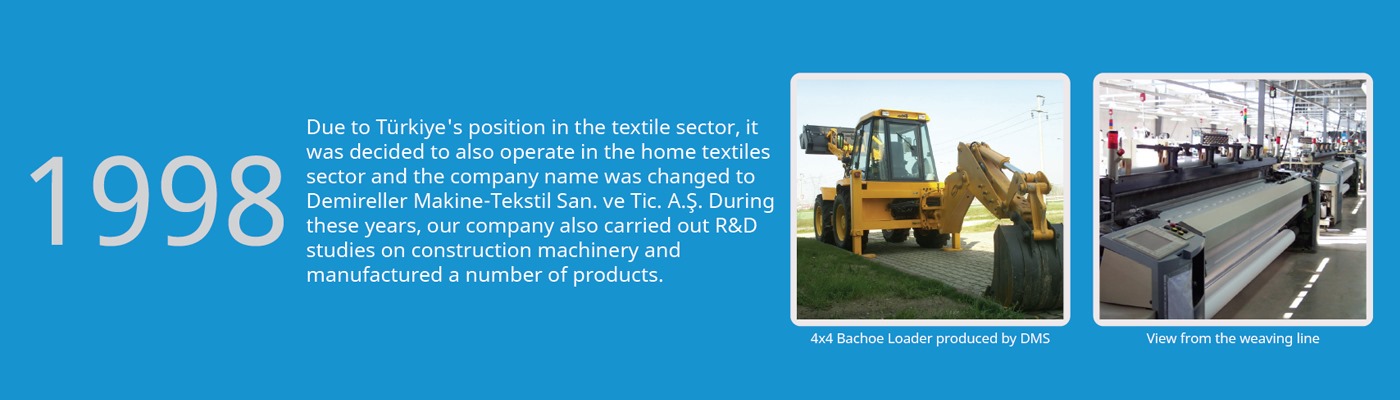 1998
Due to Türkiye's position in the textile sector, it
was decided to also operate in the home textiles
sector and the company name was changed to
Demireller Makine-Tekstil San. ve Tic. A.Ş. During
these years, our company also carried out R&D
studies on construction machinery and
manufactured a number of products.
4x4 Bachoe Loader produced by DMS
View from the weaving line